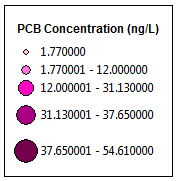 PCB Concentration (ng/L)
1.770000
1.770001 - 12.000000
12.000001 - 31.130000
31.130001 - 37.650000
37.650001 - 54.610000